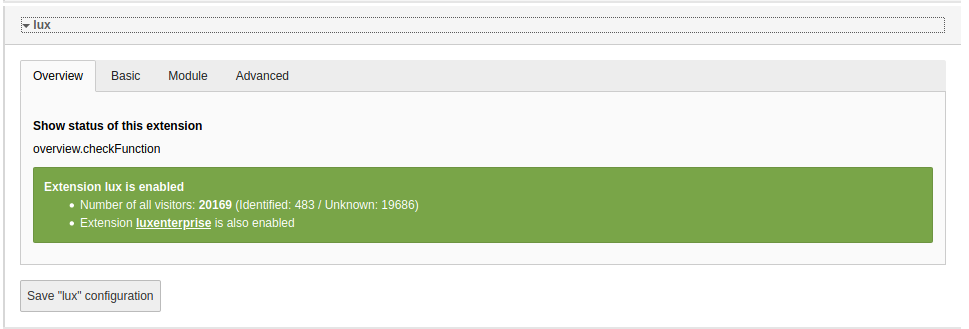 lux
Overview Basic Module Advanced
Show status of this extension
overview.checkFunction
Extension lux is enabled
Number of all visitors: 20169 (Identified: 483 / Unknown: 19686)
Extension luxenterprise is also enabled
Save "lux" configuration